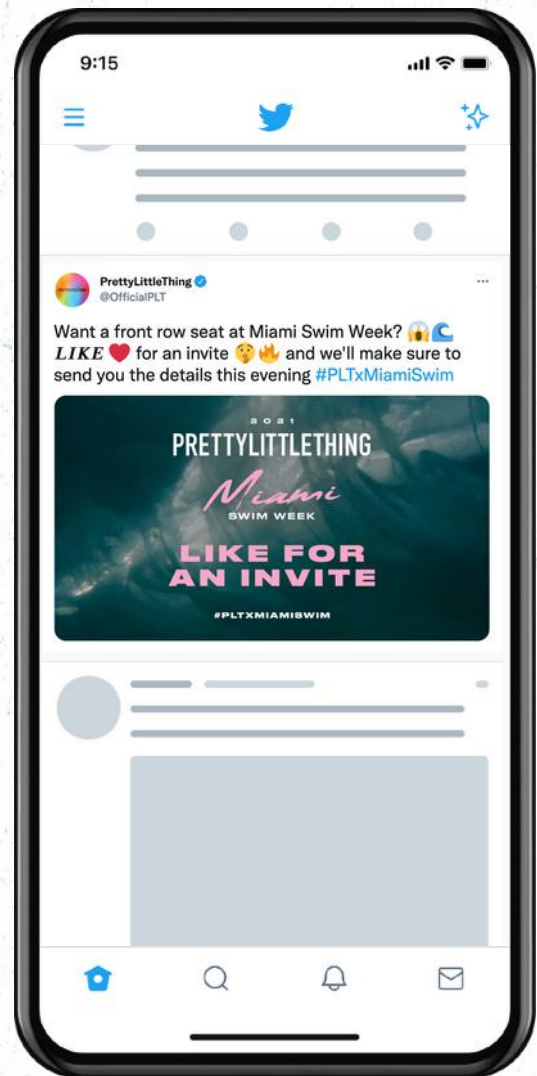 9:15
PrettyLittleThing
@OfficialPLT
Want a front row seat at Miami Swim Week? 😱🌊
LIKE ❤️ for an invite 🤫🔥 and we'll make sure to
send you the details this evening #PLTxMiamiSwim
2021
PRETTYLITTLETHING
Miami
SWIM WEEK
LIKE FOR
AN INVITE
#PLTXMIAMISWIM